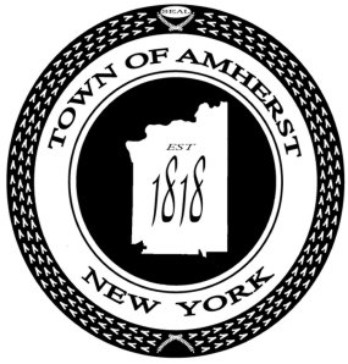 SEAL
TOWN OF AMHERST
EST
1818
NEW YORK